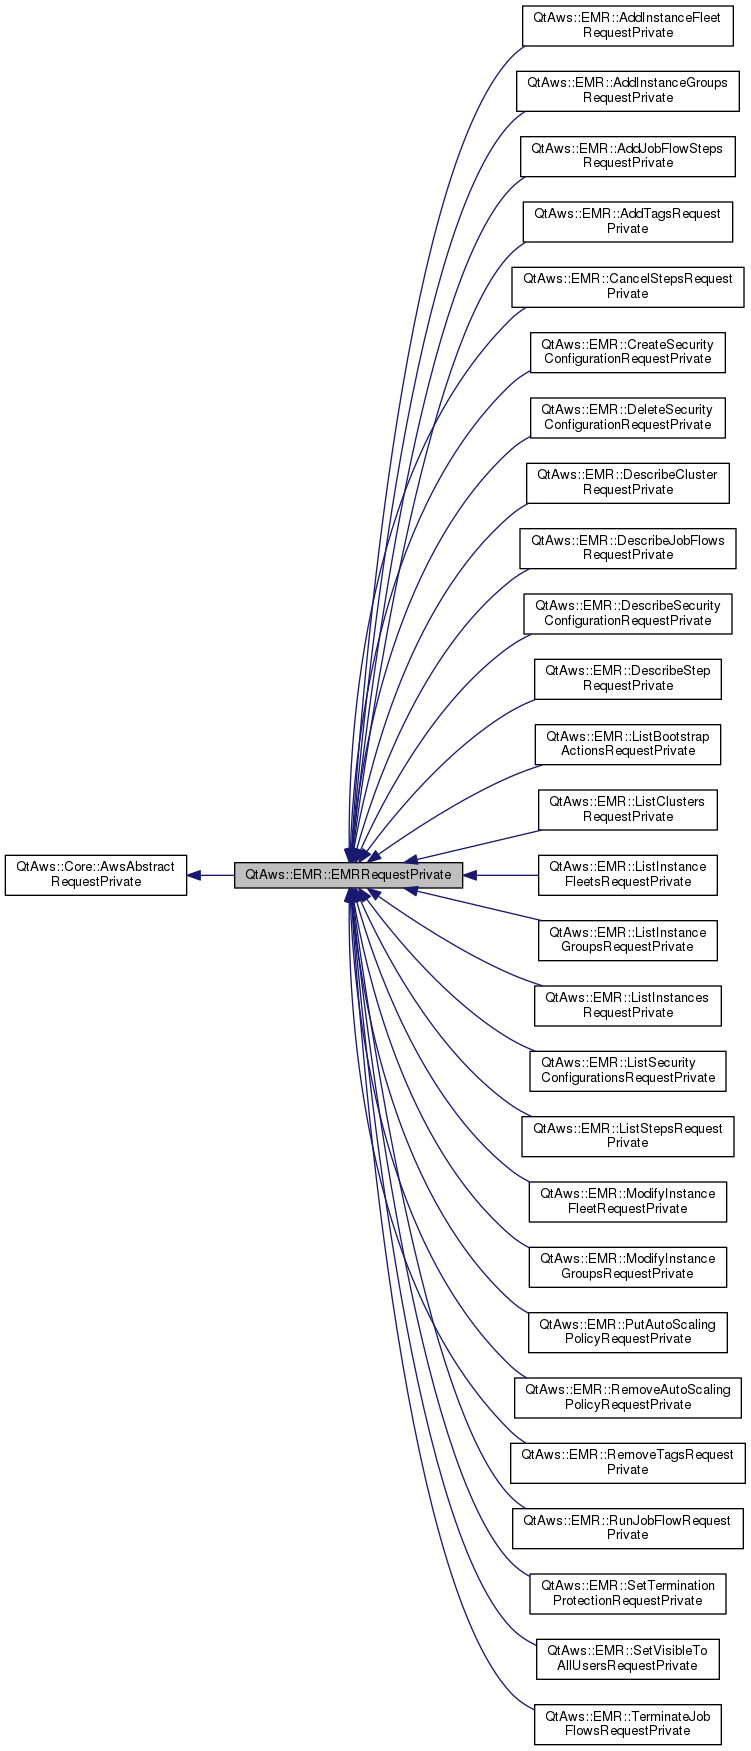 QtAws::EMR::AddInstanceFleet
RequestPrivate
QtAws::EMR::AddInstanceGroups
RequestPrivate
QtAws::EMR::AddJobFlowSteps
RequestPrivate
QtAws::EMR::AddTagsRequest
Private
QtAws::EMR::CancelStepsRequest
Private
QtAws::EMR::CreateSecurity
ConfigurationRequestPrivate
QtAws::EMR::DeleteSecurity
ConfigurationRequestPrivate
QtAws::EMR::DescribeCluster
RequestPrivate
QtAws::EMR::DescribeJobFlows
RequestPrivate
QtAws::EMR::DescribeSecurity
ConfigurationRequestPrivate
QtAws::EMR::DescribeStep
RequestPrivate
QtAws::EMR::ListBootstrap
ActionsRequestPrivate
QtAws::EMR::ListClusters
RequestPrivate
QtAws::Core::AwsAbstract
RequestPrivate
QtAws::EMR::EMRRequestPrivate
QtAws::EMR::ListInstance
FleetsRequestPrivate
QtAws::EMR::ListInstance
GroupsRequestPrivate
QtAws::EMR::ListInstances
RequestPrivate
QtAws::EMR::ListSecurity
ConfigurationsRequestPrivate
QtAws::EMR::ListStepsRequest
Private
QtAws::EMR::ModifyInstance
FleetRequestPrivate
QtAws::EMR::ModifyInstance
GroupsRequestPrivate
QtAws::EMR::PutAutoScaling
PolicyRequestPrivate
QtAws::EMR::RemoveAutoScaling
PolicyRequestPrivate
QtAws::EMR::RemoveTagsRequest
Private
QtAws::EMR::RunJobFlowRequest
Private
QtAws::EMR::SetTermination
ProtectionRequestPrivate
QtAws::EMR::SetVisibleTo
AllUsersRequestPrivate
QtAws::EMR::TerminateJob
FlowsRequestPrivate